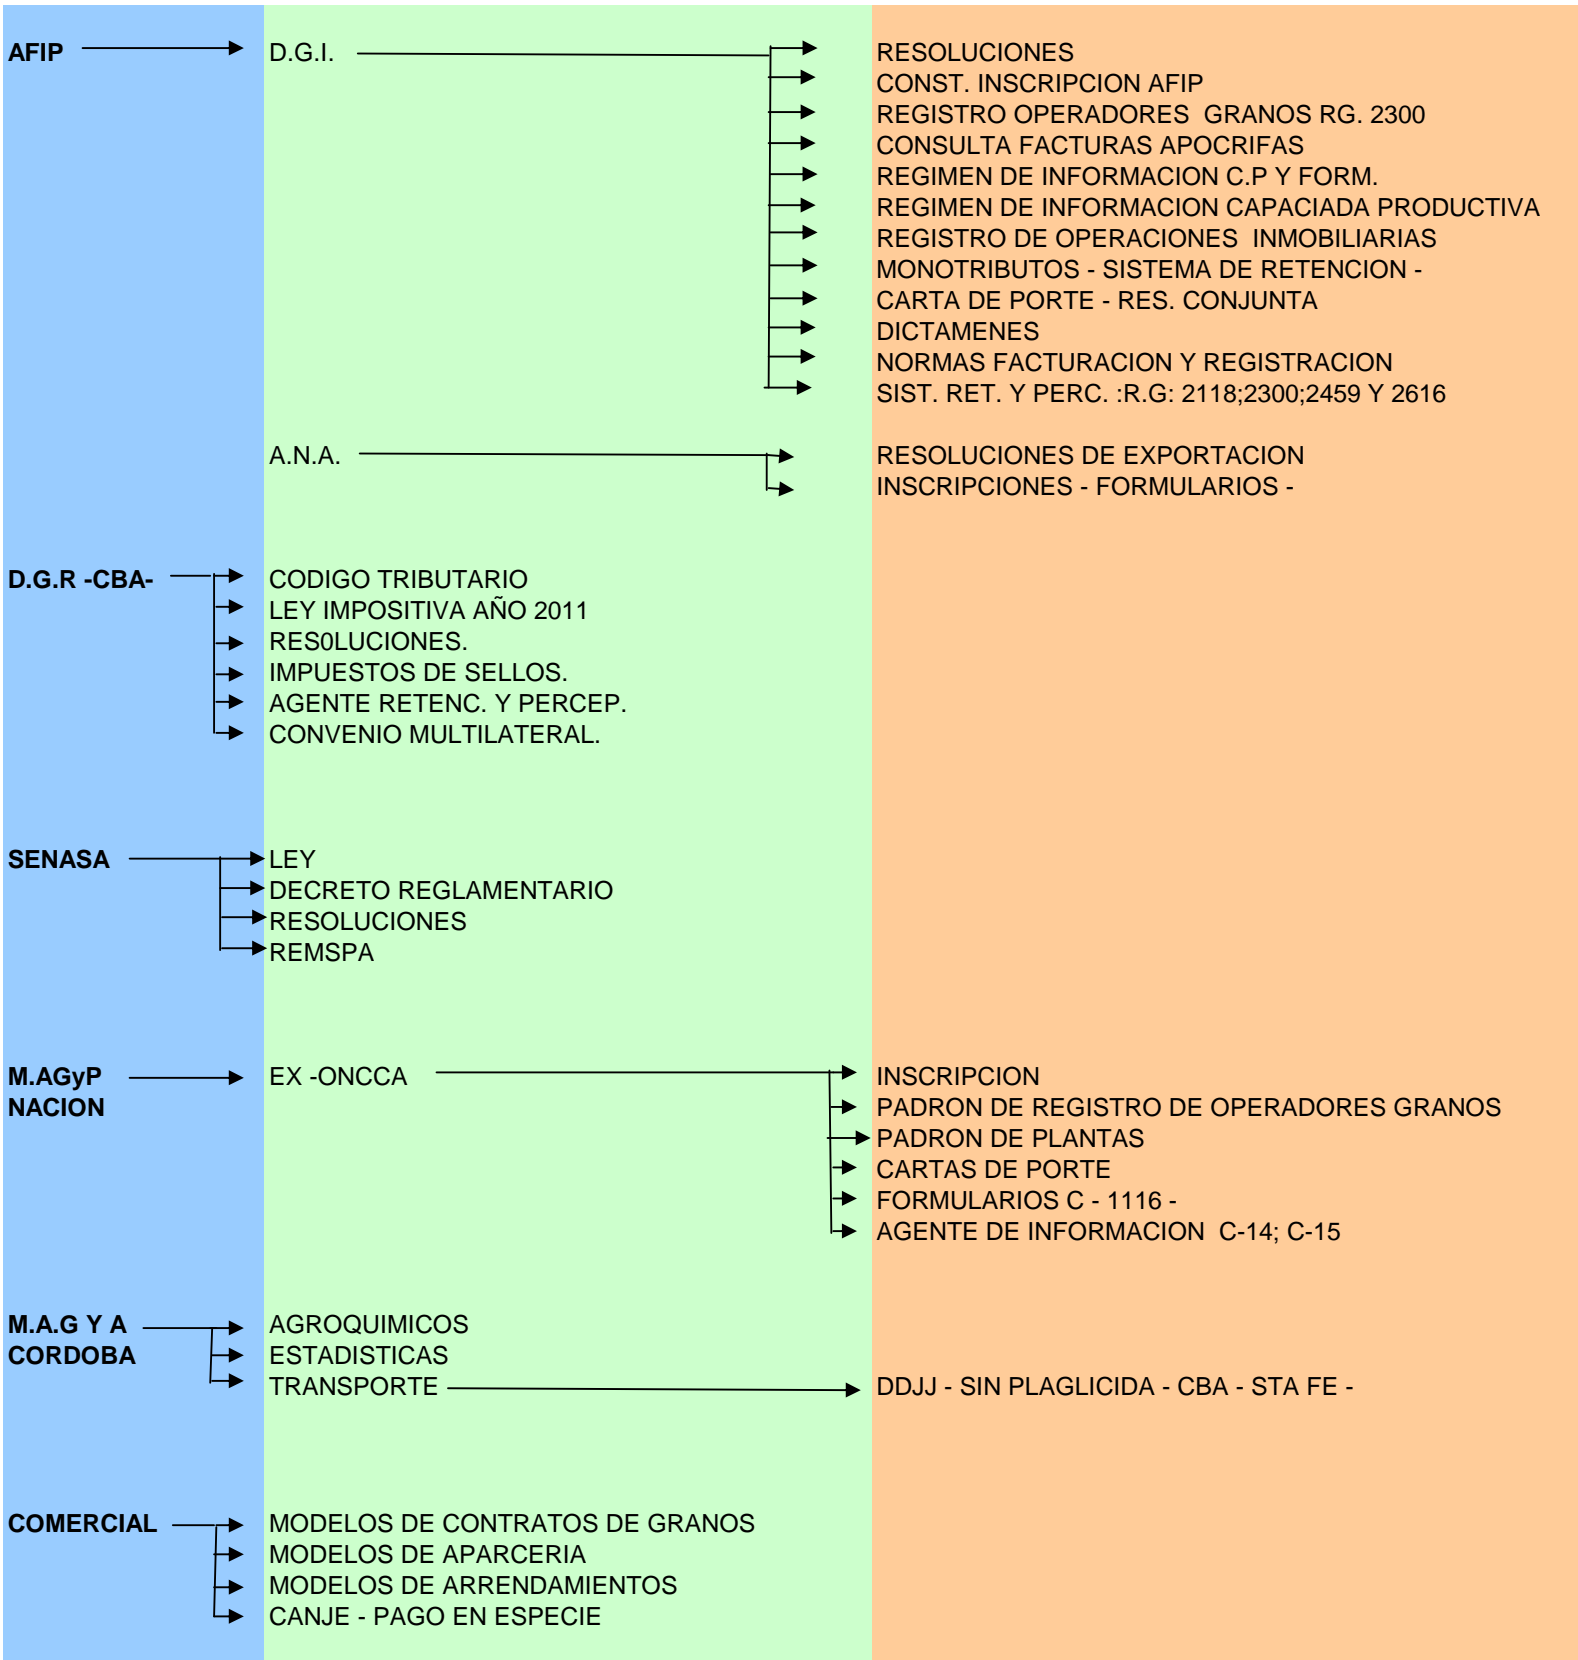 AFIP D.G.I. RESOLUCIONES
CONST. INSCRIPCION AFIP
REGISTRO OPERADORES GRANOS RG. 2300
CONSULTA FACTURAS APOCRIFAS
REGIMEN DE INFORMACION C.P Y FORM.
REGIMEN DE INFORMACION CAPACIADA PRODUCTIVA
REGISTRO DE OPERACIONES INMOBILIARIAS
MONOTRIBUTOS - SISTEMA DE RETENCION -
CARTA DE PORTE - RES. CONJUNTA
DICTAMENES
NORMAS FACTURACION Y REGISTRACION
SIST. RET. Y PERC. :R.G: 2118;2300;2459 Y 2616
A.N.A. RESOLUCIONES DE EXPORTACION
INSCRIPCIONES - FORMULARIOS -
D.G.R -CBA- CODIGO TRIBUTARIO
LEY IMPOSITIVA AÑO 2011
RES0LUCIONES.
IMPUESTOS DE SELLOS.
AGENTE RETENC. Y PERCEP.
CONVENIO MULTILATERAL.
SENASA LEY
DECRETO REGLAMENTARIO
RESOLUCIONES
REMSPA
M.AGyP EX -ONCCA INSCRIPCION
NACION PADRON DE REGISTRO DE OPERADORES GRANOS
PADRON DE PLANTAS
CARTAS DE PORTE
FORMULARIOS C - 1116 -
AGENTE DE INFORMACION C-14; C-15
M.A.G Y A AGROQUIMICOS
CORDOBA ESTADISTICAS
TRANSPORTE DDJJ - SIN PLAGLICIDA - CBA - STA FE -
COMERCIAL MODELOS DE CONTRATOS DE GRANOS
MODELOS DE APARCERIA
MODELOS DE ARRENDAMIENTOS
CANJE - PAGO EN ESPECIE